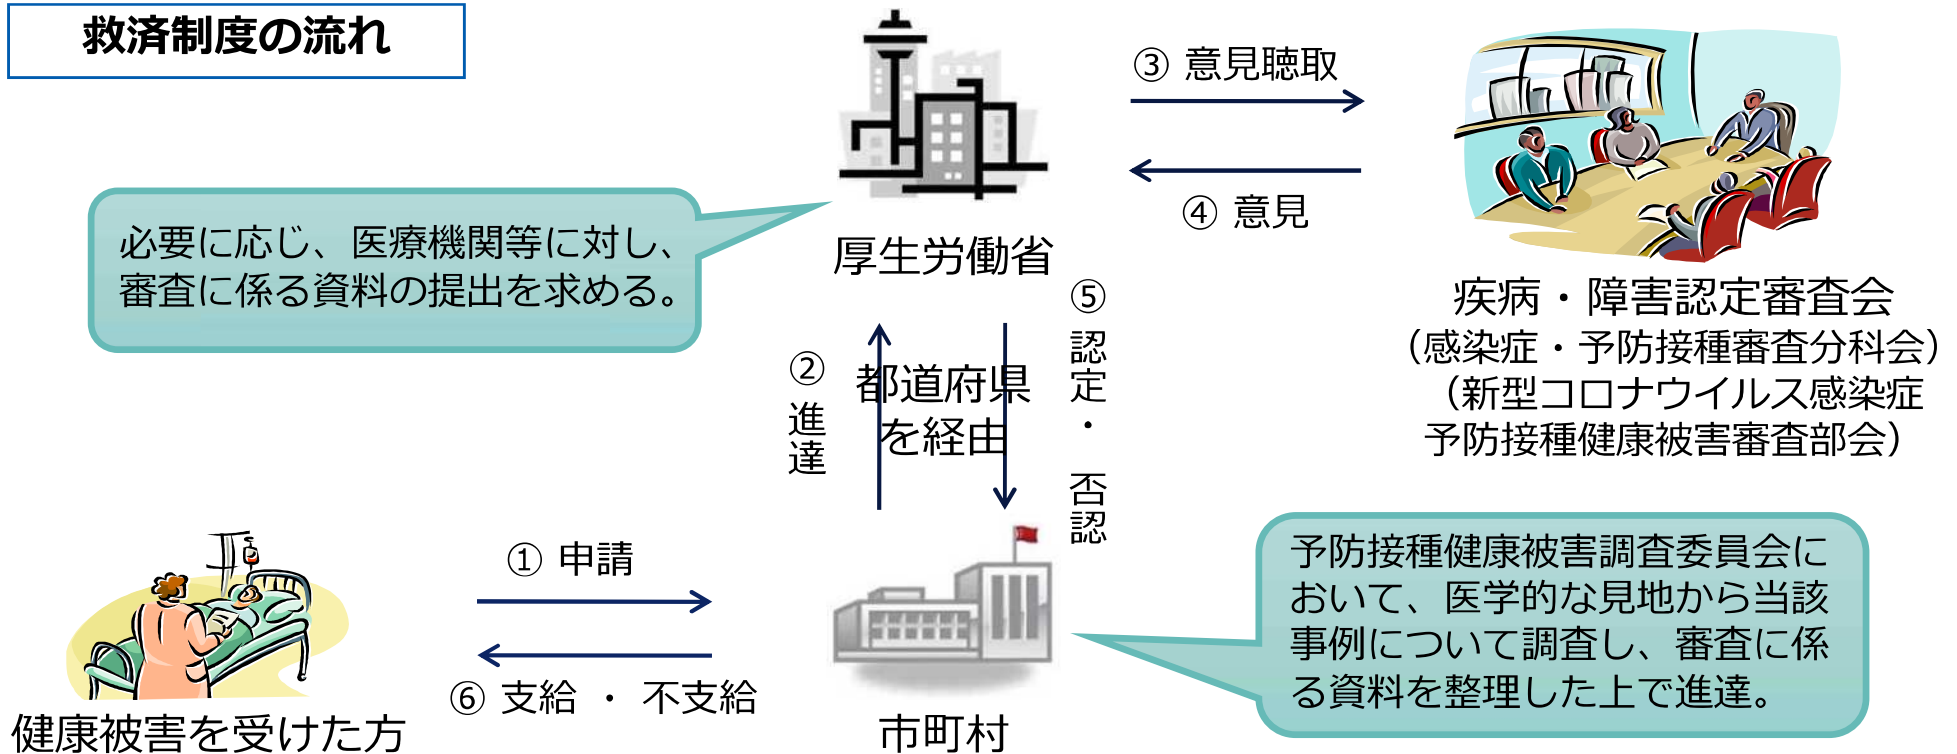 救済制度の流れ
③ 意見聴取
④ 意見
厚生労働省
必要に応じ、医療機関等に対し、
審査に係る資料の提出を求める。
疾病・障害認定審査会
（感染症・予防接種審査分科会）
（新型コロナウイルス感染症
予防接種健康被害審査部会）
② 進達
都道府県
を経由
⑤ 認定・否認
① 申請
⑥ 支給 ・ 不支給
健康被害を受けた方
市町村
予防接種健康被害調査委員会に
おいて、医学的な見地から当該
事例について調査し、審査に係
る資料を整理した上で進達。